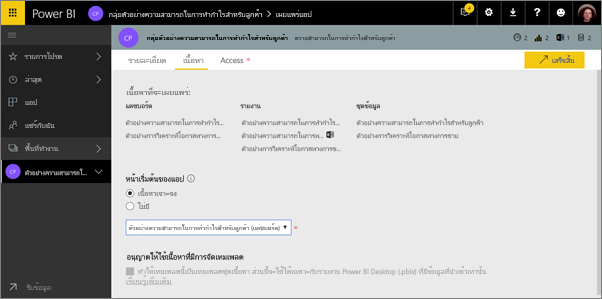 Power BI
CP
กลุ่มตัวอย่างความสามารถในการทำกำไรสำหรับลูกค้า
เผยแพร่แอป
4
CP
กลุ่มตัวอย่างความสามารถในการทำกำไรสำหรับลูกค้า
ความสามารถในการทำกำไรสำหรับลูกค้า
2
2
1
2
รายการโปรด
ล่าสุด
แอป
แชร์กับฉัน
พื้นที่ทำงาน
CP
ตัวอย่างความสามารถใ...
รับข้อมูล
รายละเอียด
เนื้อหา
Access *
เสร็จสิ้น
เนื้อหาที่จะเผยแพร่:
แดชบอร์ด
รายงาน
ชุดข้อมูล
ตัวอย่างความสามารถในการทำกำไ...
ตัวอย่างความสามารถในการทำกำไ...
ตัวอย่างความสามารถในการทำกำไรสำหรับลูกค้า
ตัวอย่างการวิเคราะห์โอกาสทางการ...
ตัวอย่างความสามารถในการท...
ตัวอย่างการวิเคราะห์โอกาสทางการขาย
ตัวอย่างการวิเคราะห์โอกาสทางการข...
หน้าเริ่มต้นของแอป
เนื้อหาเจาะจง
ไม่มี
ตัวอย่างความสามารถในการทำกำไรสำหรับลูกค้า (แดชบอร์ด)
*
อนุญาตให้ใช้เนื้อหาที่มีการจัดเทมเพลต
เรียนรู้เพิ่มเติม